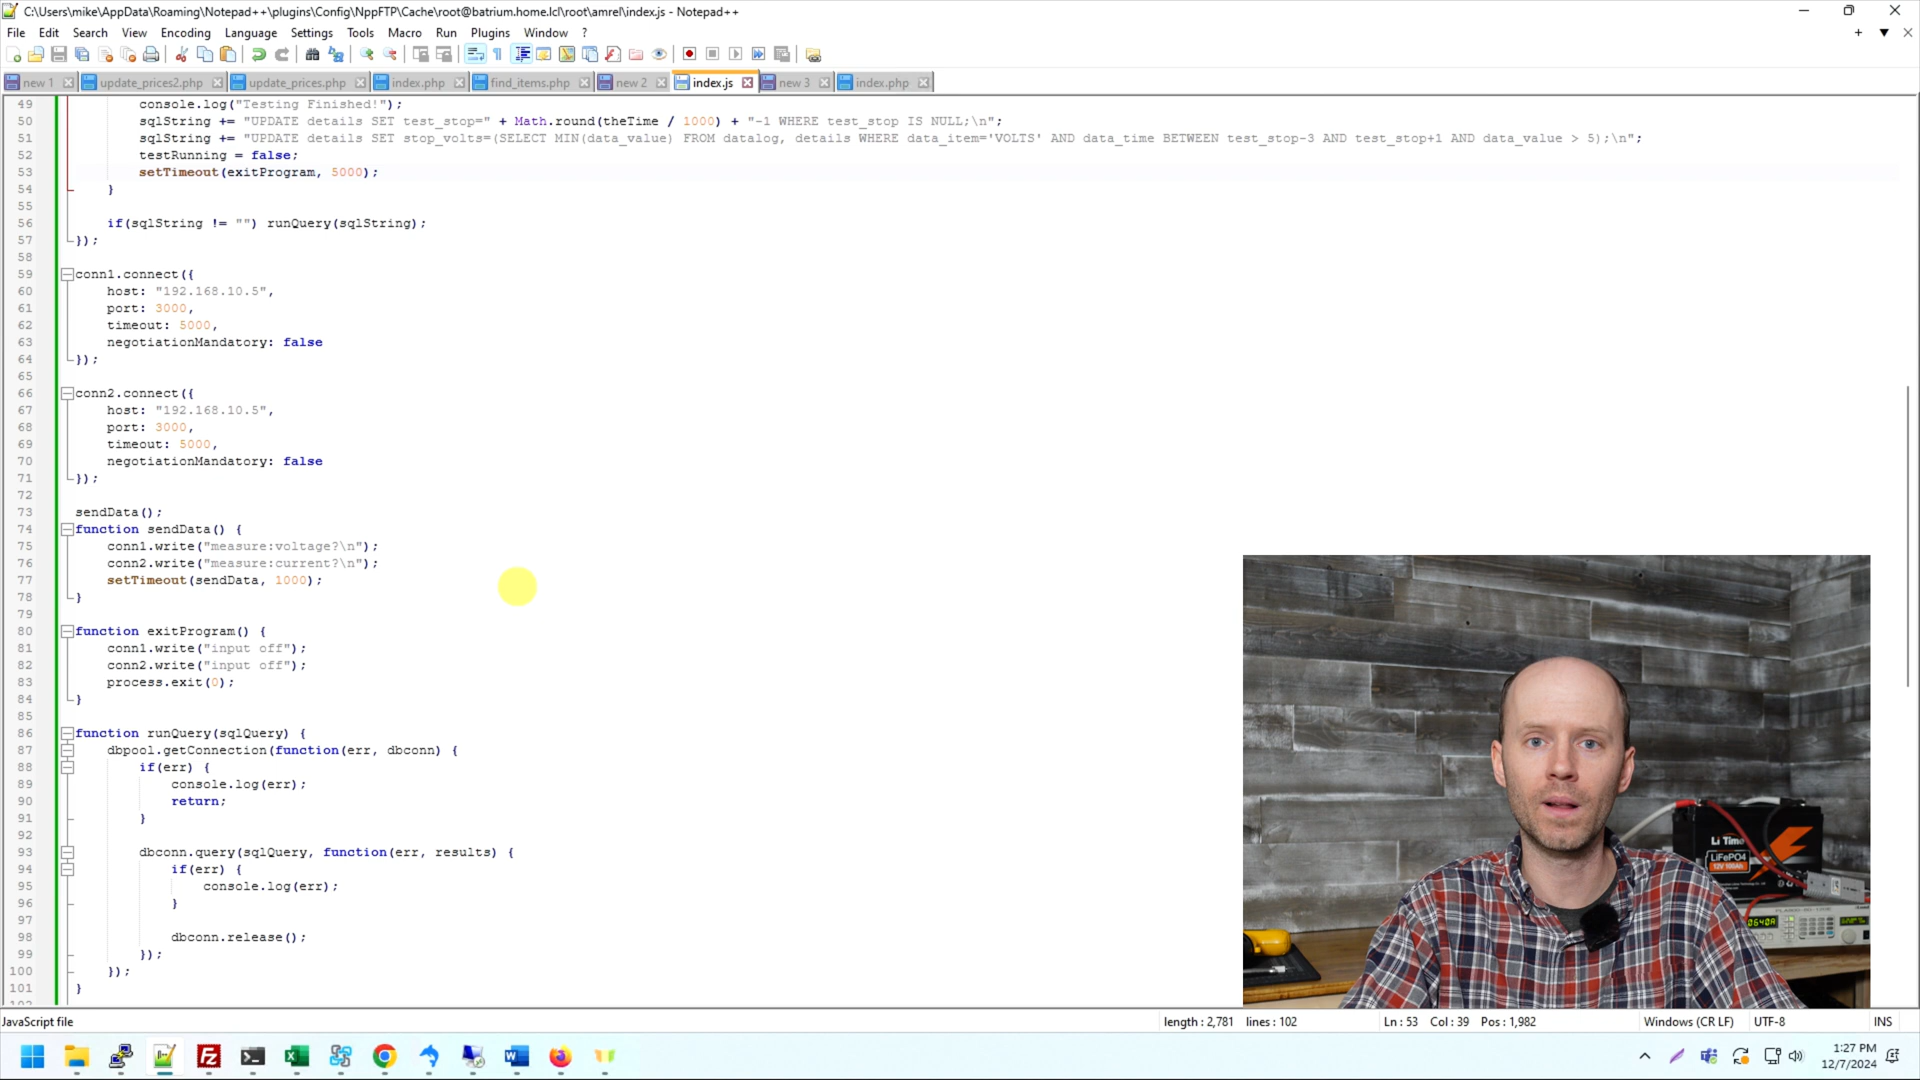 C:\Users\mike\AppData\Roaming\Notepad++\plugins\Config\NppFTP\Cache\root@batrium.home.lcl\root\amrel\index.js - Notepad++
File Edit Search View Encoding Language Settings Tools Macro Run Plugins Window ?
new 1 update_prices2.php update_prices.php index.php find_items.php new 2 index.js new 3 index.php
49 console.log("Testing Finished!");
50 sqlString += "UPDATE details SET test_stop=" + Math.round(theTime / 1000) + "-1 WHERE test_stop IS NULL;\n";
51 sqlString += "UPDATE details SET stop_volts=(SELECT MIN(data_value) FROM datalog, details WHERE data_item='VOLTS' AND data_time BETWEEN test_stop-3 AND test_stop+1 AND data_value > 5);\n";
52 testRunning = false;
53 setTimeout(exitProgram, 5000);
54 }
55
56 if(sqlString != "") runQuery(sqlString);
57 });
58
59 conn1.connect({
60 host: "192.168.10.5",
61 port: 3000,
62 timeout: 5000,
63 negotiationMandatory: false
64 });
65
66 conn2.connect({
67 host: "192.168.10.5",
68 port: 3000,
69 timeout: 5000,
70 negotiationMandatory: false
71 });
72
73 sendData();
74 function sendData() {
75 conn1.write("measure:voltage?\n");
76 conn2.write("measure:current?\n");
77 setTimeout(sendData, 1000);
78 }
79
80 function exitProgram() {
81 conn1.write("input off");
82 conn2.write("input off");
83 process.exit(0);
84 }
85
86 function runQuery(sqlQuery) {
87 dbpool.getConnection(function(err, dbconn) {
88 if(err) {
89 console.log(err);
90 return;
91 }
92
93 dbconn.query(sqlQuery, function(err, results) {
94 if(err) {
95 console.log(err);
96 }
97
98 dbconn.release();
99 });
100 });
101 }
Li Time
LiFePO4
12V 100Ah
0640A
JavaScript file length : 2,781 lines : 102 Ln : 53 Col : 39 Pos : 1,982 Windows (CR LF) UTF-8 INS
1:27 PM
12/7/2024